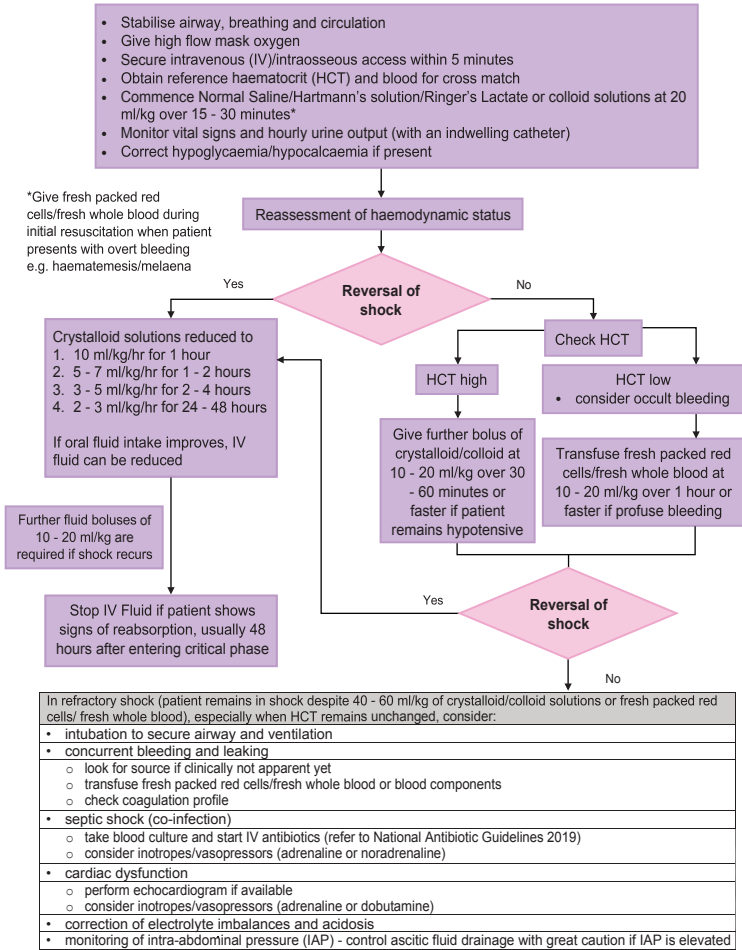 • Stabilise airway, breathing and circulation
• Give high flow mask oxygen
• Secure intravenous (IV)/intraosseous access within 5 minutes
• Obtain reference haematocrit (HCT) and blood for cross match
• Commence Normal Saline/Hartmann's solution/Ringer's Lactate or colloid solutions at 20
ml/kg over 15 - 30 minutes*
• Monitor vital signs and hourly urine output (with an indwelling catheter)
• Correct hypoglycaemia/hypocalcaemia if present
*Give fresh packed red
cells/fresh whole blood during
initial resuscitation when patient
presents with overt bleeding
e.g. haematemesis/melaena
Reassessment of haemodynamic status
Reversal of
shock
Yes
No
Crystalloid solutions reduced to
1. 10 ml/kg/hr for 1 hour
2. 5 - 7 ml/kg/hr for 1 - 2 hours
3. 3 - 5 ml/kg/hr for 2 - 4 hours
4. 2 - 3 ml/kg/hr for 24 - 48 hours
If oral fluid intake improves, IV
fluid can be reduced
Check HCT
HCT high
HCT low
• consider occult bleeding
Give further bolus of
crystalloid/colloid at
10 - 20 ml/kg over 30
- 60 minutes or
faster if patient
remains hypotensive
Transfuse fresh packed red
cells/fresh whole blood at
10 - 20 ml/kg over 1 hour or
faster if profuse bleeding
Further fluid boluses of
10 - 20 ml/kg are
required if shock recurs
Stop IV Fluid if patient shows
signs of reabsorption, usually 48
hours after entering critical phase
Yes
Reversal of
shock
No
In refractory shock (patient remains in shock despite 40 - 60 ml/kg of crystalloid/colloid solutions or fresh packed red
cells/ fresh whole blood), especially when HCT remains unchanged, consider:
• intubation to secure airway and ventilation
• concurrent bleeding and leaking
o look for source if clinically not apparent yet
o transfuse fresh packed red cells/fresh whole blood or blood components
o check coagulation profile
• septic shock (co-infection)
o take blood culture and start IV antibiotics (refer to National Antibiotic Guidelines 2019)
o consider inotropes/vasopressors (adrenaline or noradrenaline)
• cardiac dysfunction
o perform echocardiogram if available
o consider inotropes/vasopressors (adrenaline or dobutamine)
• correction of electrolyte imbalances and acidosis
• monitoring of intra-abdominal pressure (IAP) - control ascitic fluid drainage with great caution if IAP is elevated